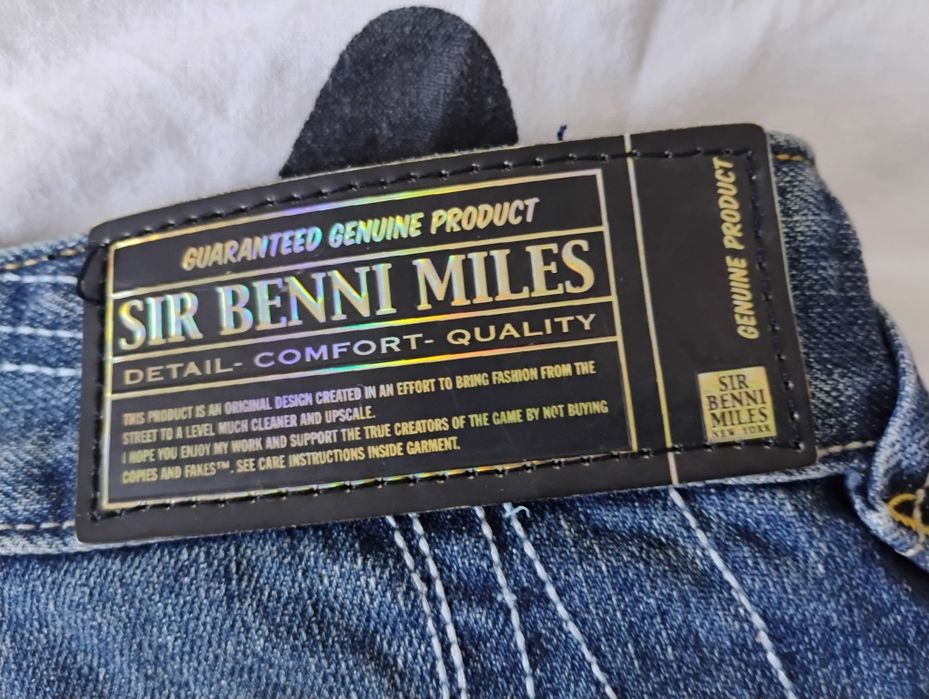 GUARANTEED GENUINE PRODUCT
SIR BENNI MILES
DETAIL- COMFORT- QUALITY
THIS PRODUCT IS AN ORIGINAL DESIGN CREATED IN AN EFFORT TO BRING FASHION FROM THE
STREET TO A LEVEL MUCH CLEANER AND UPSCALE.
I HOPE YOU ENJOY MY WORK AND SUPPORT THE TRUE CREATORS OF THE GAME BY NOT BUYING
COPIES AND FAKES™. SEE CARE INSTRUCTIONS INSIDE GARMENT.
GENUINE PRODUCT
SIR
BENNI
MILES
NEW YORK